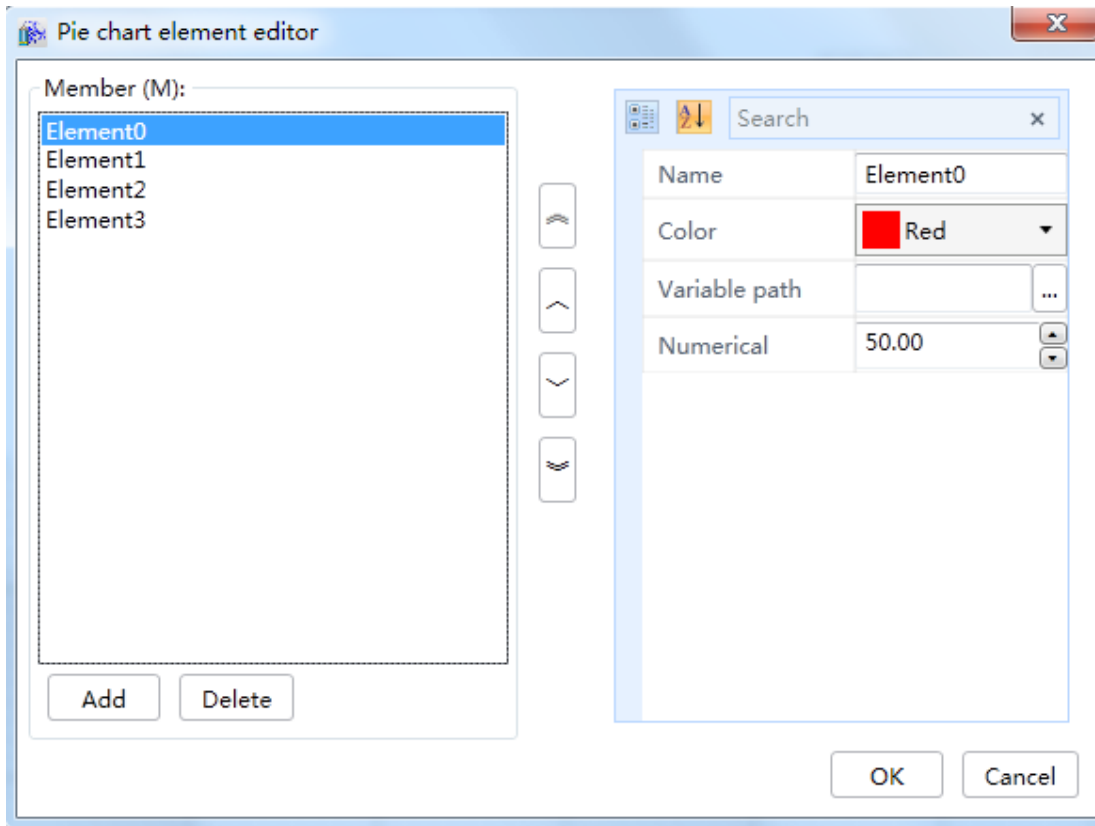 Pie chart element editor
Member (M):
Element0
Element1
Element2
Element3
Add
Delete
Search
Name
Element0
Color
Red
Variable path
...
Numerical
50.00
OK
Cancel